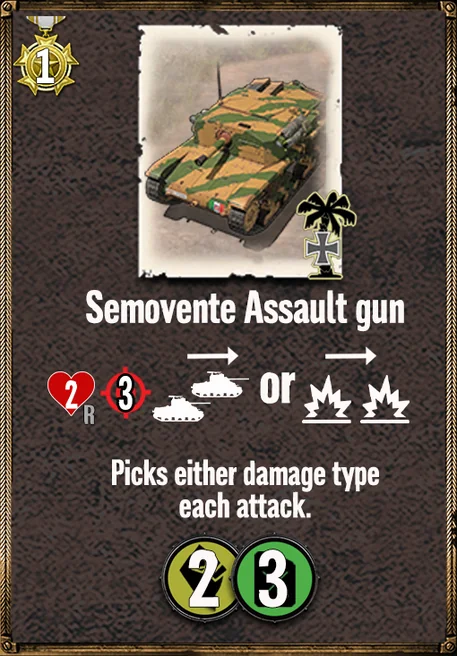 1
Semovente Assault gun
2 R 3 or
Picks either damage type
each attack.
2 3